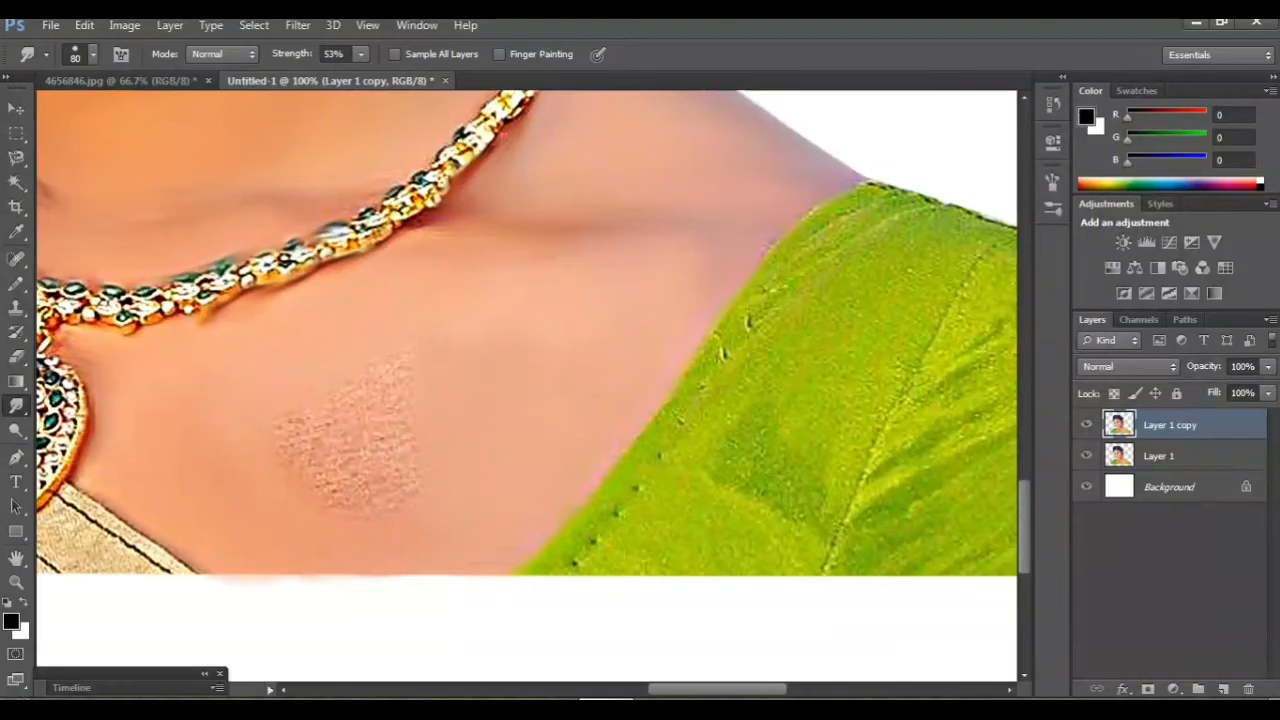 Ps File Edit Image Layer Type Select Filter 3D View Window Help
80 Mode: Normal Strength: 53% Sample All Layers Finger Painting Essentials
4656846.jpg @ 66.7% (RGB/8) * × Untitled-1 @ 100% (Layer 1 copy, RGB/8) * ×
Color Swatches
R 0
G 0
B 0
Adjustments Styles
Add an adjustment
Layers Channels Paths
Kind
Normal Opacity: 100%
Lock: Fill: 100%
Layer 1 copy
Layer 1
Background
Timeline